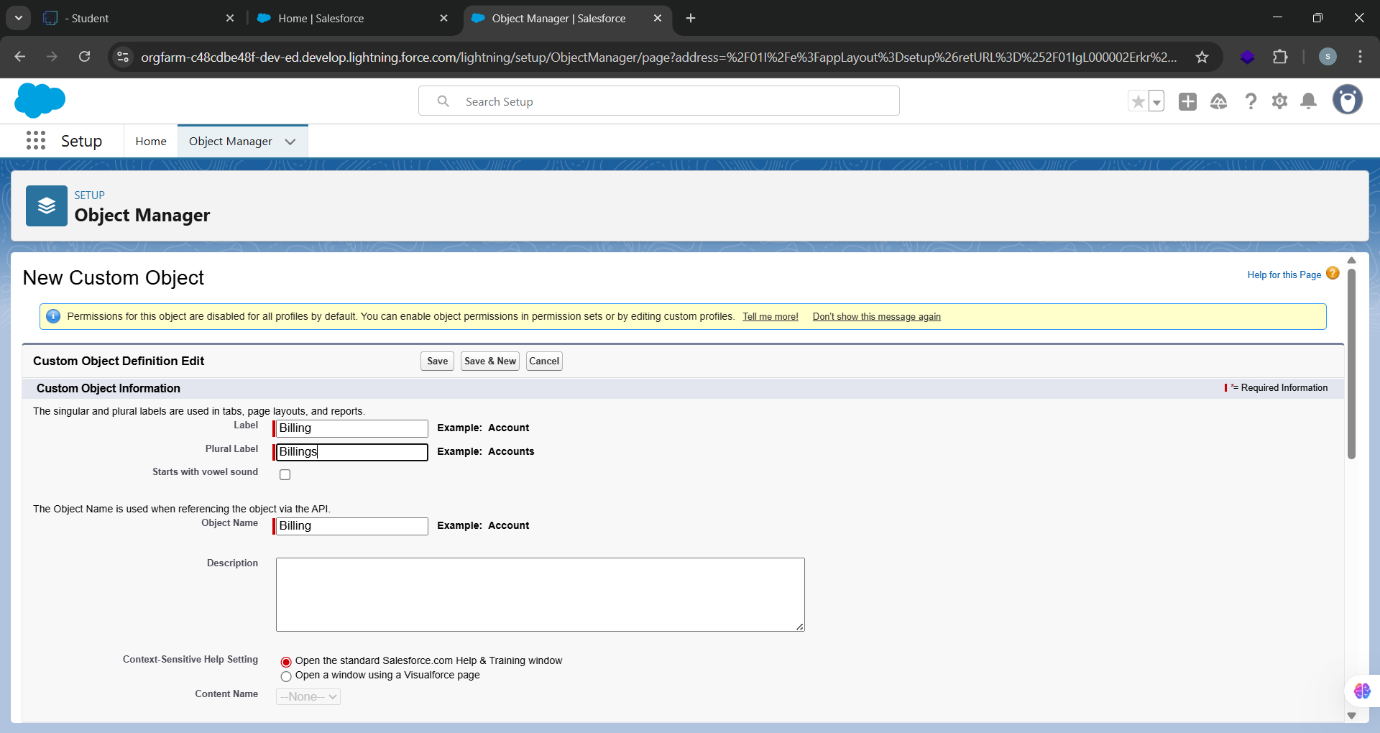 - Student
Home | Salesforce
Object Manager | Salesforce
orgfarm-c48cdbe48f-dev-ed.develop.lightning.force.com/lightning/setup/ObjectManager/page?address=%2F01I%2Fe%3FappLayout%3Dsetup%26retURL%3D%252F01IgL000002Erkr%2...
S
Search Setup
Setup
Home
Object Manager
SETUP
Object Manager
New Custom Object
Help for this Page
Permissions for this object are disabled for all profiles by default. You can enable object permissions in permission sets or by editing custom profiles. Tell me more! Don't show this message again
Custom Object Definition Edit
Save
Save & New
Cancel
Custom Object Information
= Required Information
The singular and plural labels are used in tabs, page layouts, and reports.
Label Billing Example: Account
Plural Label Billings Example: Accounts
Starts with vowel sound
The Object Name is used when referencing the object via the API.
Object Name Billing Example: Account
Description
Context-Sensitive Help Setting Open the standard Salesforce.com Help & Training window
Open a window using a Visualforce page
Content Name --None--